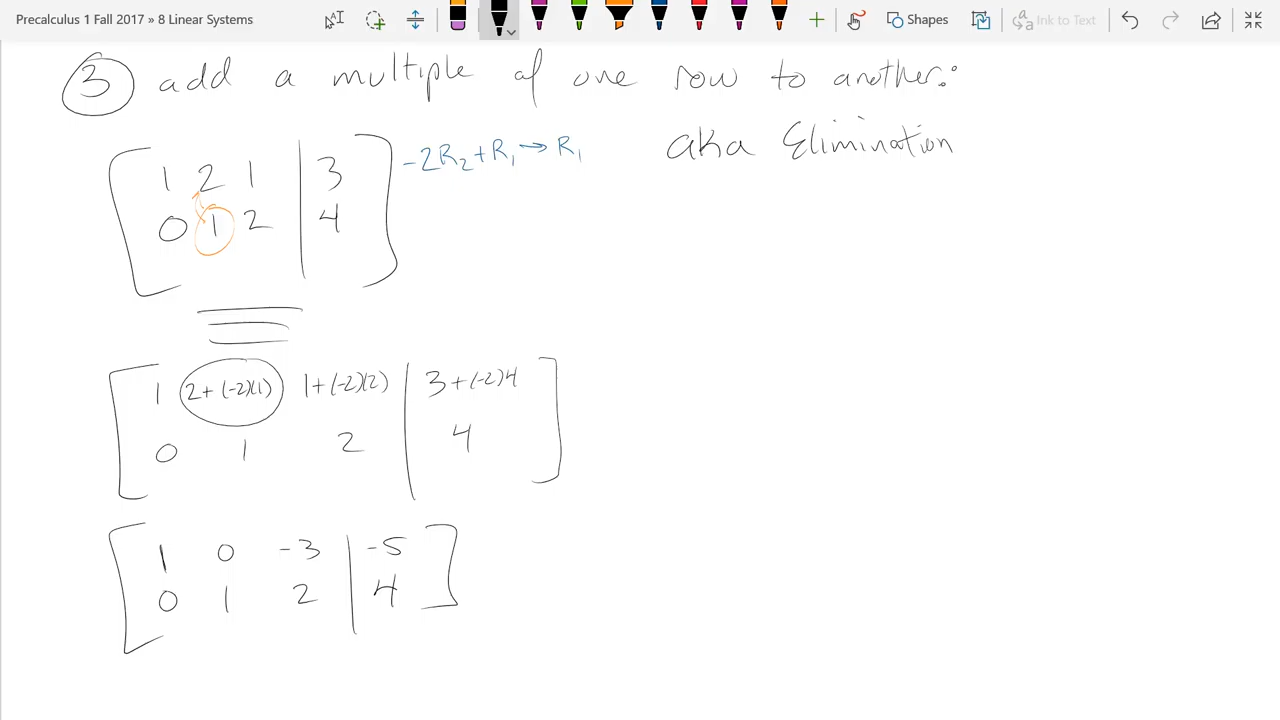 Precalculus 1 Fall 2017 » 8 Linear Systems
Shapes
Ink to Text
3 add a multiple of one row to another:
aka Elimination
1 2 1 | 3
0 1 2 | 4
-2R₂+R₁→R₁
1 2+(-2)(1) 1+(-2)(2) | 3+(-2)4
0 1 2 4
1 0 -3 | -5
0 1 2 | 4